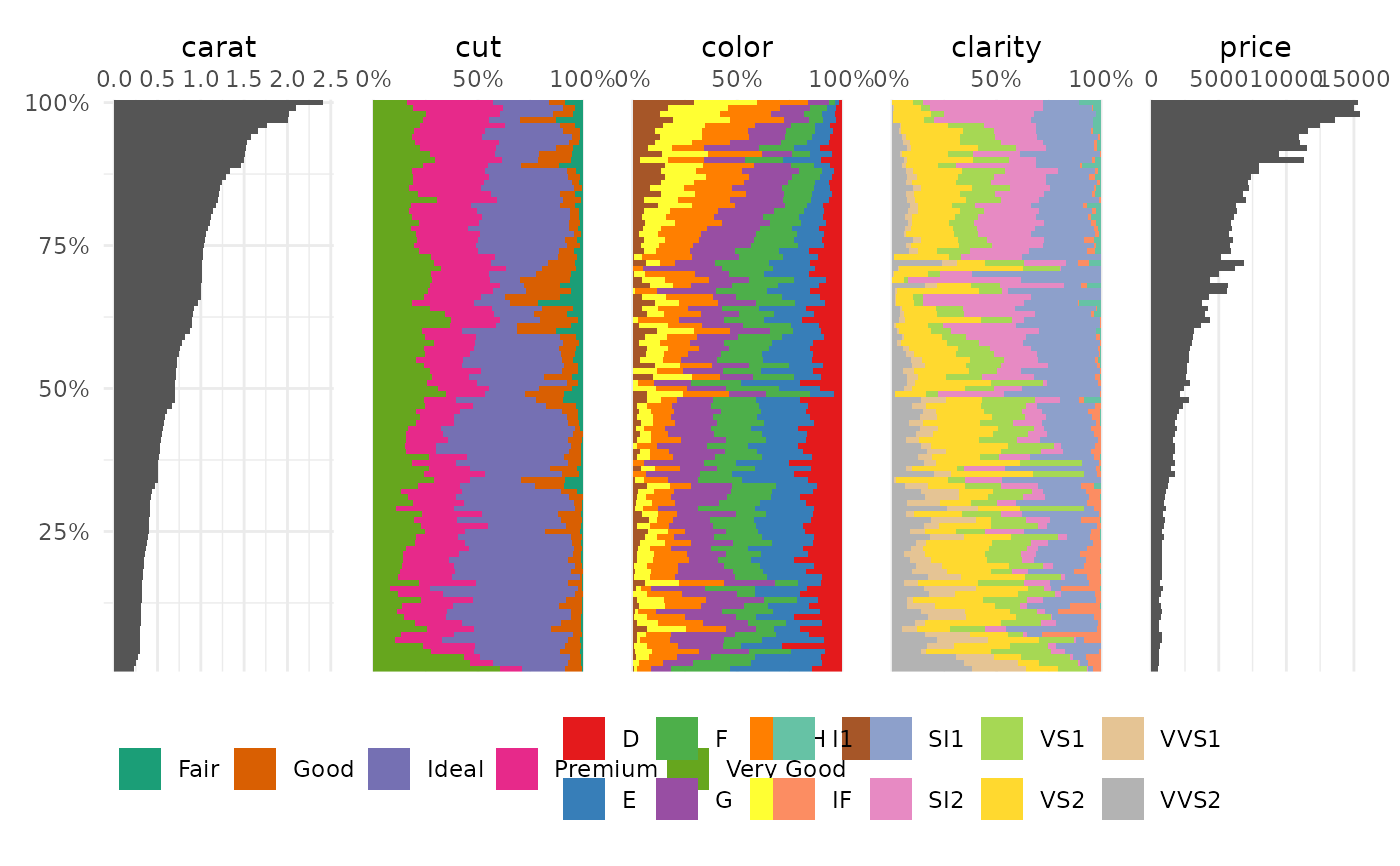 carat cut color clarity price
0.0 0.5 1.0 1.5 2.0 2.5 0% 50% 100% 0% 50% 100% 0% 50% 100% 0 5000 10000 15000
100%
75%
50%
25%
D F H I1 SI1 VS1 VVS1
Fair Good Ideal Premium Very Good
E G IF SI2 VS2 VVS2